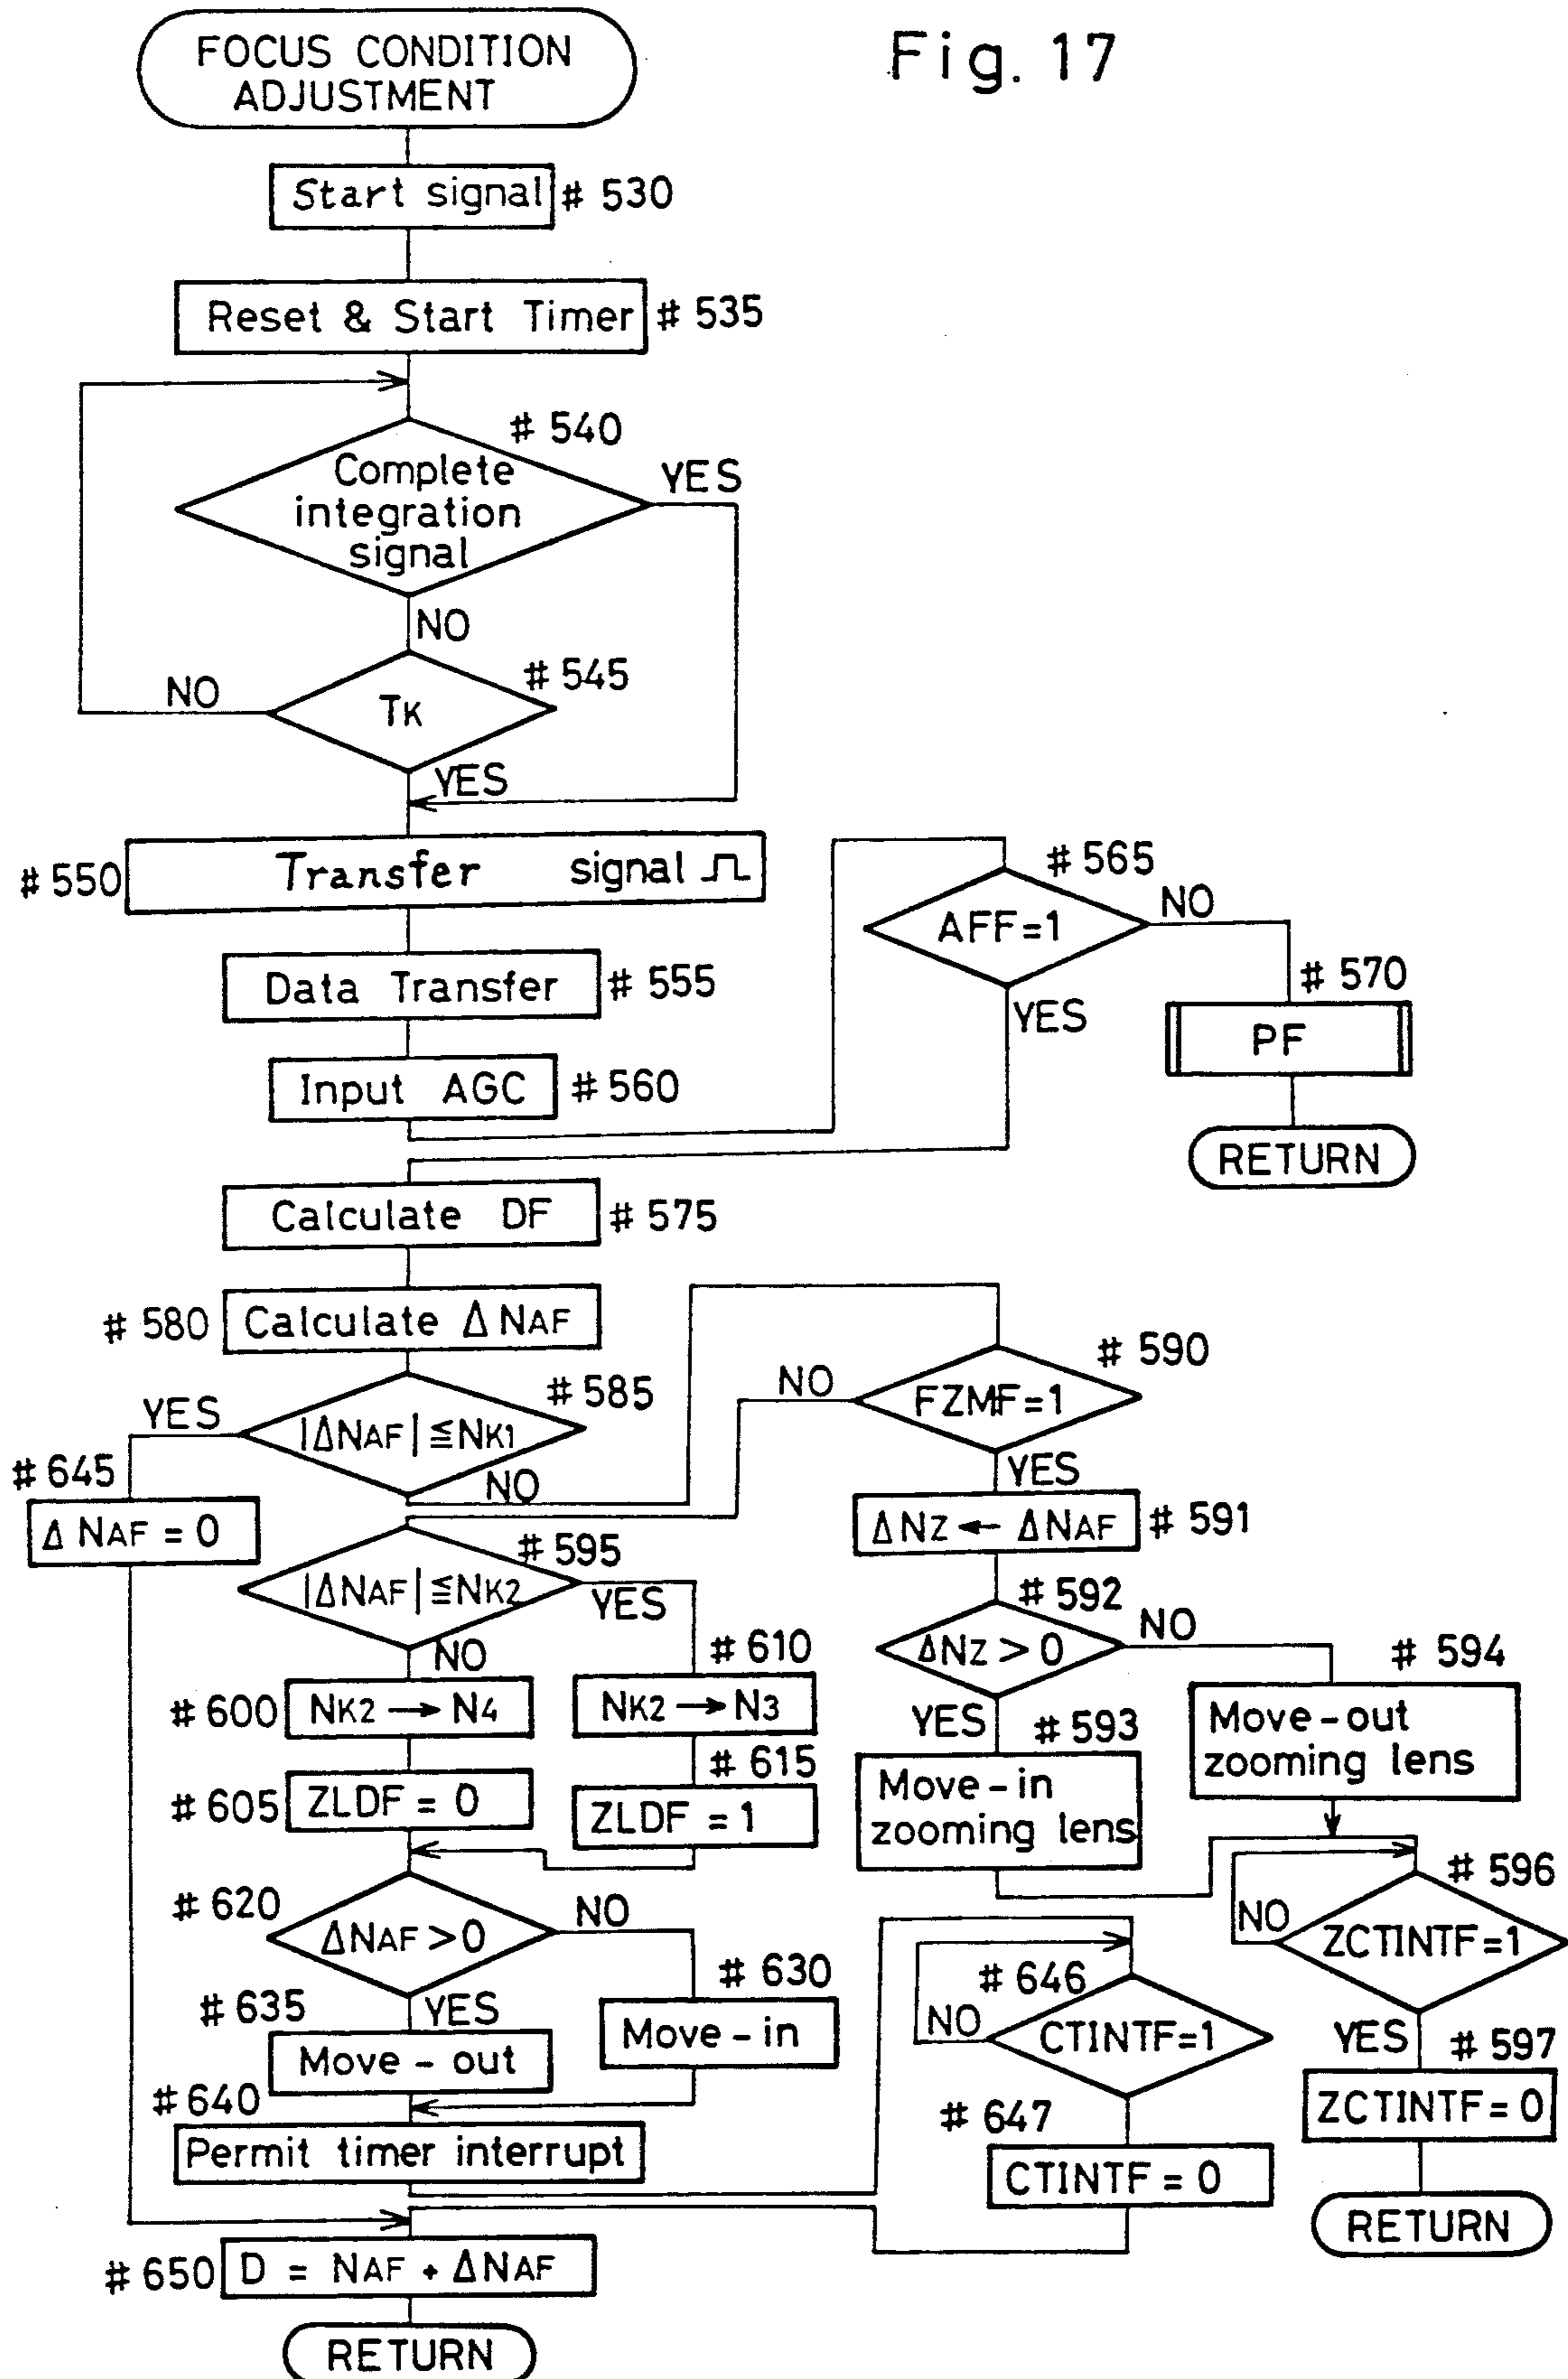 Fig. 17
FOCUS CONDITION
ADJUSTMENT
Start signal
# 530
Reset & Start Timer
# 535
# 540
Complete
integration
signal
YES
NO
# 545
TK
NO
YES
# 550
Transfer signal
Data Transfer
# 555
Input AGC
# 560
# 565
AFF=1
NO
YES
# 570
PF
RETURN
Calculate DF
# 575
# 580
Calculate ΔNAF
# 585
|ΔNAF|≦NK1
YES
NO
# 645
ΔNAF=0
# 590
FZMF=1
NO
YES
ΔNZ ← ΔNAF
# 591
# 592
ΔNZ>0
NO
YES
# 593
Move-in
zooming lens
# 594
Move-out
zooming lens
# 595
|ΔNAF|≦NK2
YES
NO
# 600
NK2→N4
# 610
NK2→N3
# 605
ZLDF=0
# 615
ZLDF=1
# 620
ΔNAF>0
NO
YES
# 630
Move-in
# 635
Move-out
# 640
Permit timer interrupt
# 596
ZCTINTF=1
NO
YES
# 597
ZCTINTF=0
RETURN
# 646
CTINTF=1
NO
# 647
CTINTF=0
# 650
D = NAF + ΔNAF
RETURN